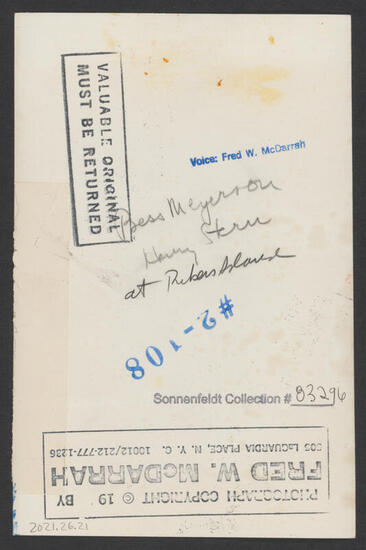 VALUABLE ORIGINAL
MUST BE RETURNED
Voice: Fred W. McDarrah
Bess Meyerson
Henry Stern
at Rikers Island
#2-108
Sonnenfeldt Collection # 83296
PHOTOGRAPH COPYRIGHT © 19 BY
FRED W. McDARRAH
505 LaGUARDIA PLACE, N. Y. C. 10012/212-777-1236
2021.26.21